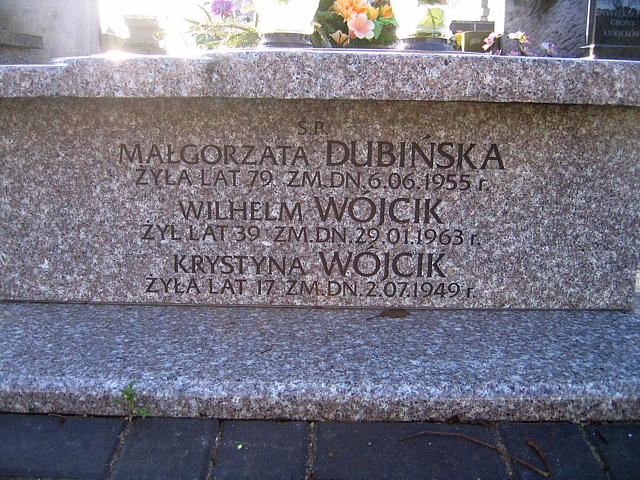 Ś.P.
MAŁGORZATA DUBIŃSKA
ŻYŁA LAT 79. ZM.DN.6.06.1955 r.
WILHELM WÓJCIK
ŻYŁ LAT 39. ZM.DN.29.01.1963 r.
KRYSTYNA WÓJCIK
ŻYŁA LAT 17. ZM.DN.2.07.1949 r.